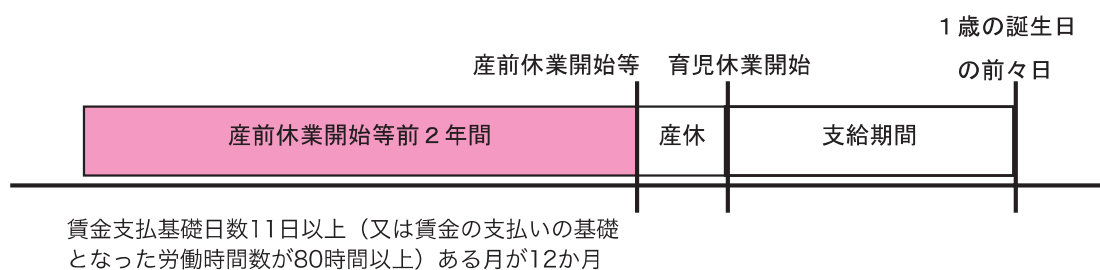 １歳の誕生日
の前々日
産前休業開始等
育児休業開始
産前休業開始等前２年間
産休
支給期間
賃金支払基礎日数11日以上（又は賃金の支払いの基礎
となった労働時間数が80時間以上）ある月が12か月